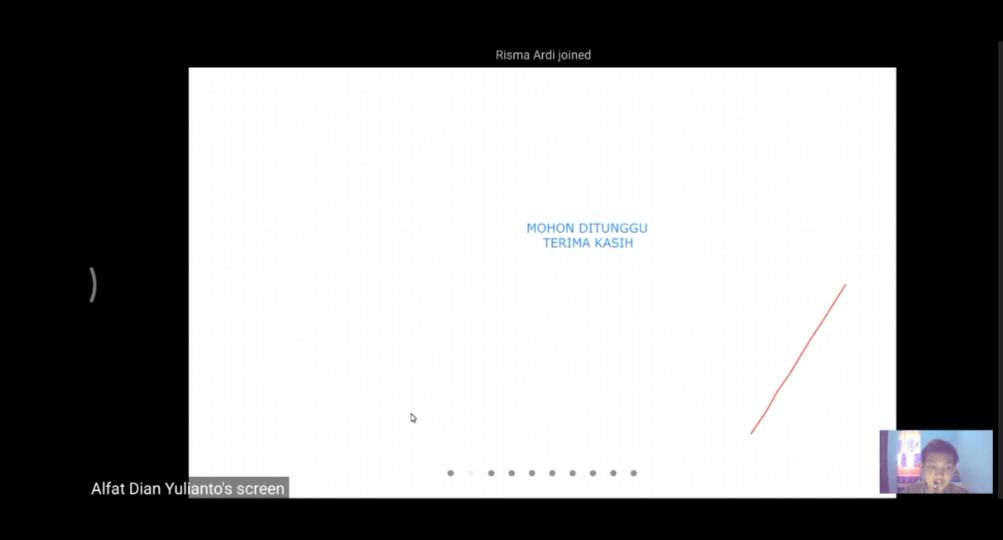 Risma Ardi joined
MOHON DITUNGGU
TERIMA KASIH
Alfat Dian Yulianto's screen